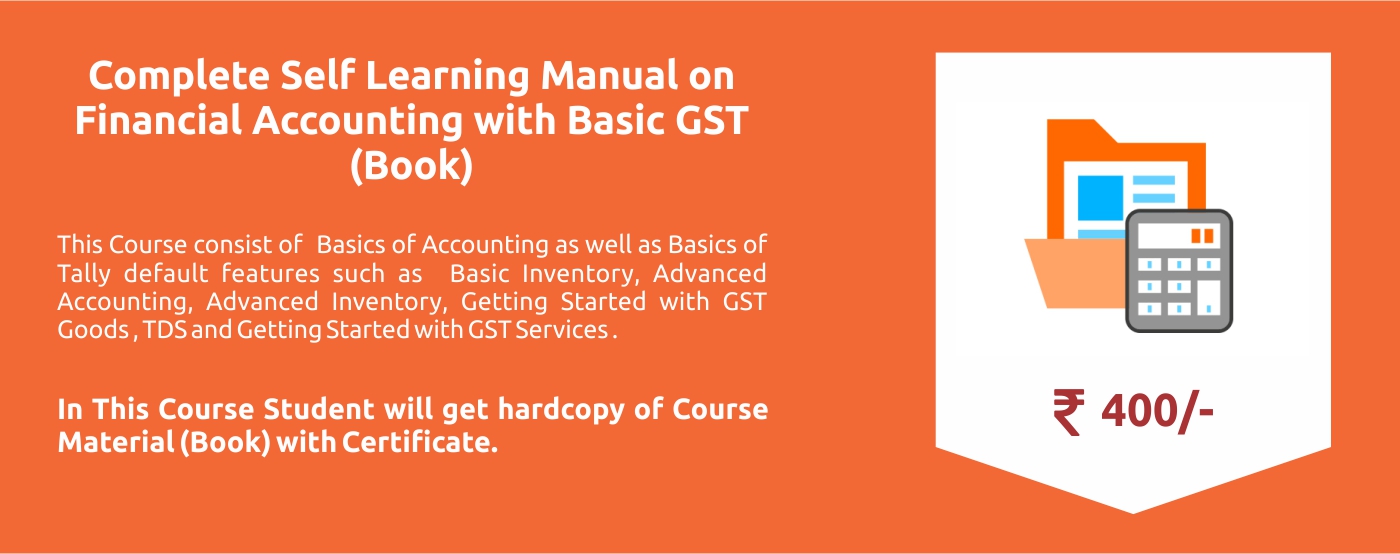 Complete Self Learning Manual on
Financial Accounting with Basic GST
(Book)
This Course consist of  Basics of Accounting as well as Basics of
Tally default features such as  Basic Inventory, Advanced
Accounting, Advanced Inventory, Getting Started with GST
Goods , TDS and Getting Started with GST Services .
In This Course Student will get hardcopy of Course
Material (Book) with Certificate.
₹ 400/-